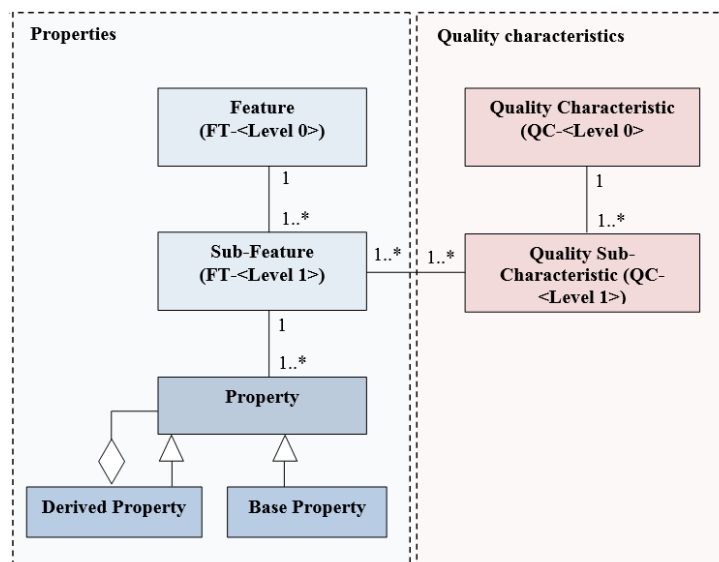 Properties
Quality characteristics
Feature
(FT-<Level 0>)
Quality Characteristic
(QC-<Level 0>
1
1..*
1
1..*
Sub-Feature
(FT-<Level 1>)
1..*
1..*
Quality Sub-
Characteristic (QC-
<Level 1>)
1
1..*
Property
Derived Property
Base Property